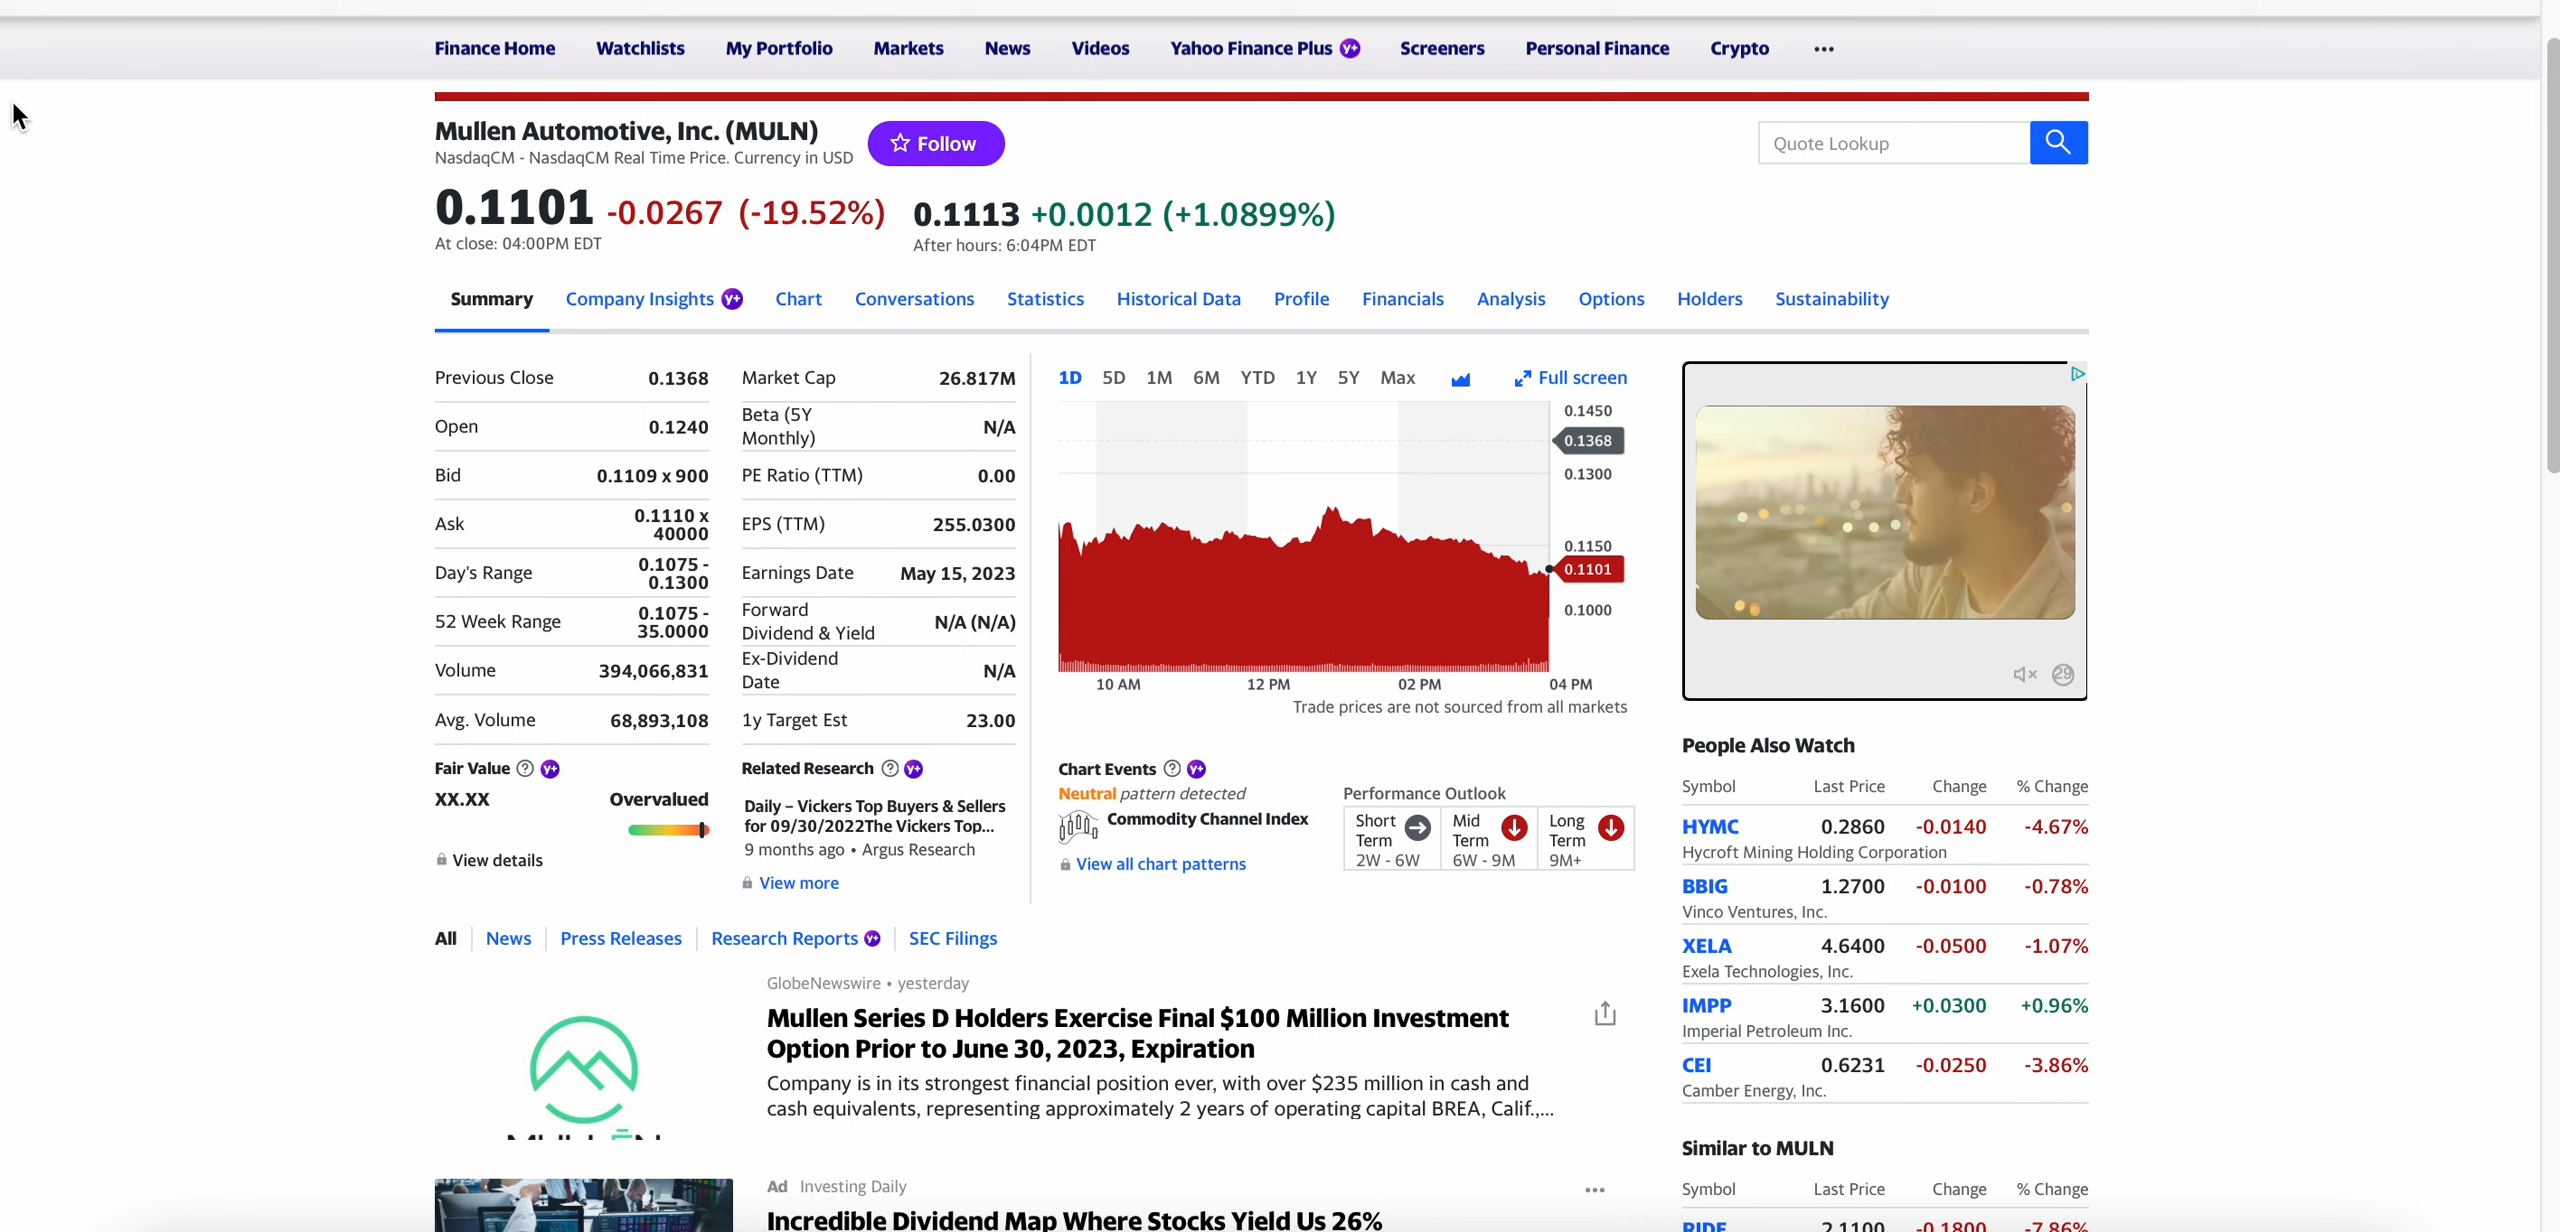 Finance Home Watchlists My Portfolio Markets News Videos Yahoo Finance Plus y+ Screeners Personal Finance Crypto ...
Mullen Automotive, Inc. (MULN)
Follow
NasdaqCM - NasdaqCM Real Time Price. Currency in USD
Quote Lookup
0.1101 -0.0267 (-19.52%) 0.1113 +0.0012 (+1.0899%)
At close: 04:00PM EDT After hours: 6:04PM EDT
Summary Company Insights y+ Chart Conversations Statistics Historical Data Profile Financials Analysis Options Holders Sustainability
Previous Close 0.1368
Open 0.1240
Bid 0.1109 x 900
Ask 0.1110 x
40000
Day's Range 0.1075 -
0.1300
52 Week Range 0.1075 -
35.0000
Volume 394,066,831
Avg. Volume 68,893,108
Market Cap 26.817M
Beta (5Y
Monthly) N/A
PE Ratio (TTM) 0.00
EPS (TTM) 255.0300
Earnings Date May 15, 2023
Forward
Dividend & Yield N/A (N/A)
Ex-Dividend
Date N/A
1y Target Est 23.00
1D 5D 1M 6M YTD 1Y 5Y Max Full screen
0.1450
0.1368
0.1300
0.1150
0.1101
0.1000
10 AM 12 PM 02 PM 04 PM
Trade prices are not sourced from all markets
Fair Value ? y+
XX.XX Overvalued
View details
Related Research ? y+
Daily – Vickers Top Buyers & Sellers
for 09/30/2022The Vickers Top...
9 months ago • Argus Research
View more
Chart Events ? y+
Neutral pattern detected
Commodity Channel Index
View all chart patterns
Performance Outlook
Short
Term
2W - 6W
Mid
Term
6W - 9M
Long
Term
9M+
29
People Also Watch
Symbol Last Price Change % Change
HYMC 0.2860 -0.0140 -4.67%
Hycroft Mining Holding Corporation
BBIG 1.2700 -0.0100 -0.78%
Vinco Ventures, Inc.
XELA 4.6400 -0.0500 -1.07%
Exela Technologies, Inc.
IMPP 3.1600 +0.0300 +0.96%
Imperial Petroleum Inc.
CEI 0.6231 -0.0250 -3.86%
Camber Energy, Inc.
Similar to MULN
Symbol Last Price Change % Change
RIDE 2.1100 -0.1800 -7.86%
All News Press Releases Research Reports y+ SEC Filings
GlobeNewswire • yesterday
Mullen Series D Holders Exercise Final $100 Million Investment
Option Prior to June 30, 2023, Expiration
Company is in its strongest financial position ever, with over $235 million in cash and
cash equivalents, representing approximately 2 years of operating capital BREA, Calif.,...
Ad Investing Daily
...
Incredible Dividend Map Where Stocks Yield Us 26%